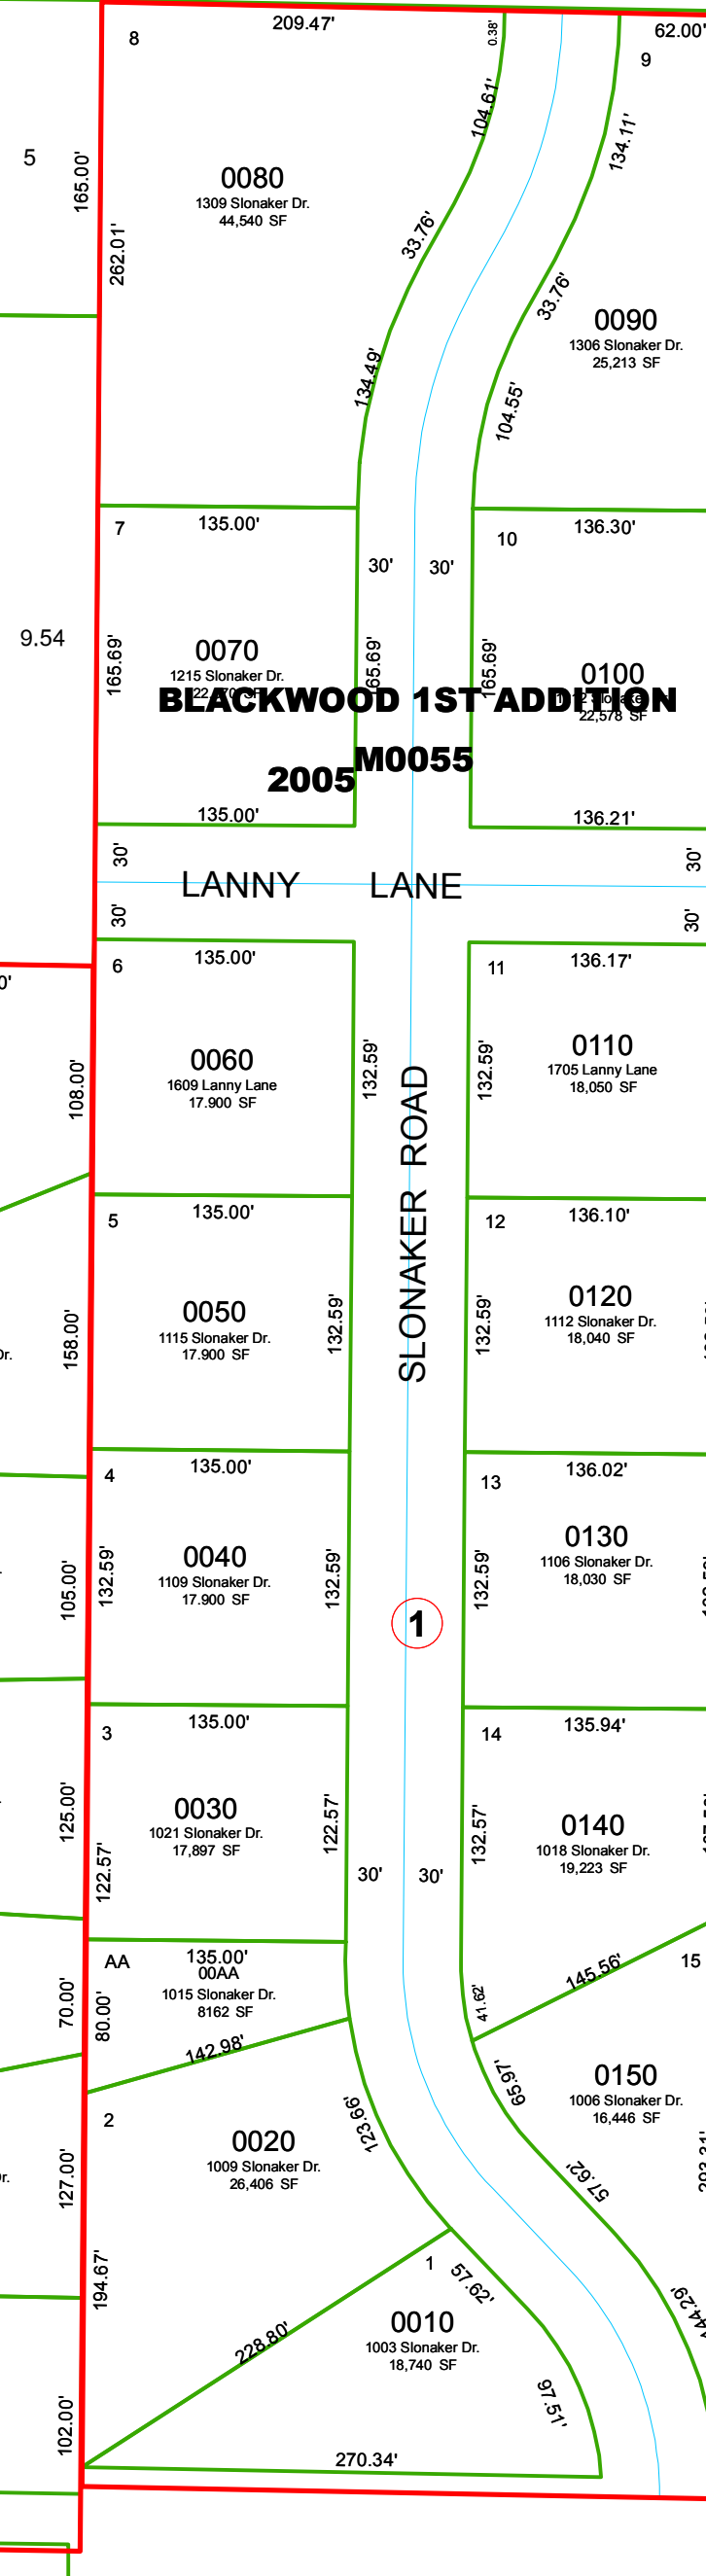 209.47'
0.38'
62.00'
8
9
104.61'
134.11'
5
165.00'
0080
1309 Slonaker Dr.
44,540 SF
262.01'
33.76'
33.76'
0090
1306 Slonaker Dr.
25,213 SF
134.49'
104.55'
7
135.00'
10
136.30'
30'
30'
9.54
165.69'
0070
1215 Slonaker Dr.
165.69'
165.69'
0100
22,578 SF
BLACKWOOD 1ST ADDITION
M0055
2005
135.00'
136.21'
30'
30'
LANNY LANE
30'
30'
6
135.00'
11
136.17'
0'
108.00'
0060
1609 Lanny Lane
17.900 SF
132.59'
132.59'
0110
1705 Lanny Lane
18,050 SF
SLONAKER ROAD
5
135.00'
12
136.10'
158.00'
0050
1115 Slonaker Dr.
17.900 SF
132.59'
132.59'
0120
1112 Slonaker Dr.
18,040 SF
Dr.
4
135.00'
13
136.02'
105.00'
132.59'
0040
1109 Slonaker Dr.
17.900 SF
132.59'
132.59'
0130
1106 Slonaker Dr.
18,030 SF
1
3
135.00'
14
135.94'
125.00'
122.57'
0030
1021 Slonaker Dr.
17,897 SF
122.57'
132.57'
0140
1018 Slonaker Dr.
19,223 SF
30'
30'
AA
135.00'
00AA
1015 Slonaker Dr.
8162 SF
70.00'
80.00'
41.62'
145.56'
15
142.98'
65.97'
0150
1006 Slonaker Dr.
16,446 SF
2
123.66'
0020
1009 Slonaker Dr.
26,406 SF
127.00'
r.
57.62'
194.67'
1
57.62'
228.80'
0010
1003 Slonaker Dr.
18,740 SF
97.51'
102.00'
270.34'